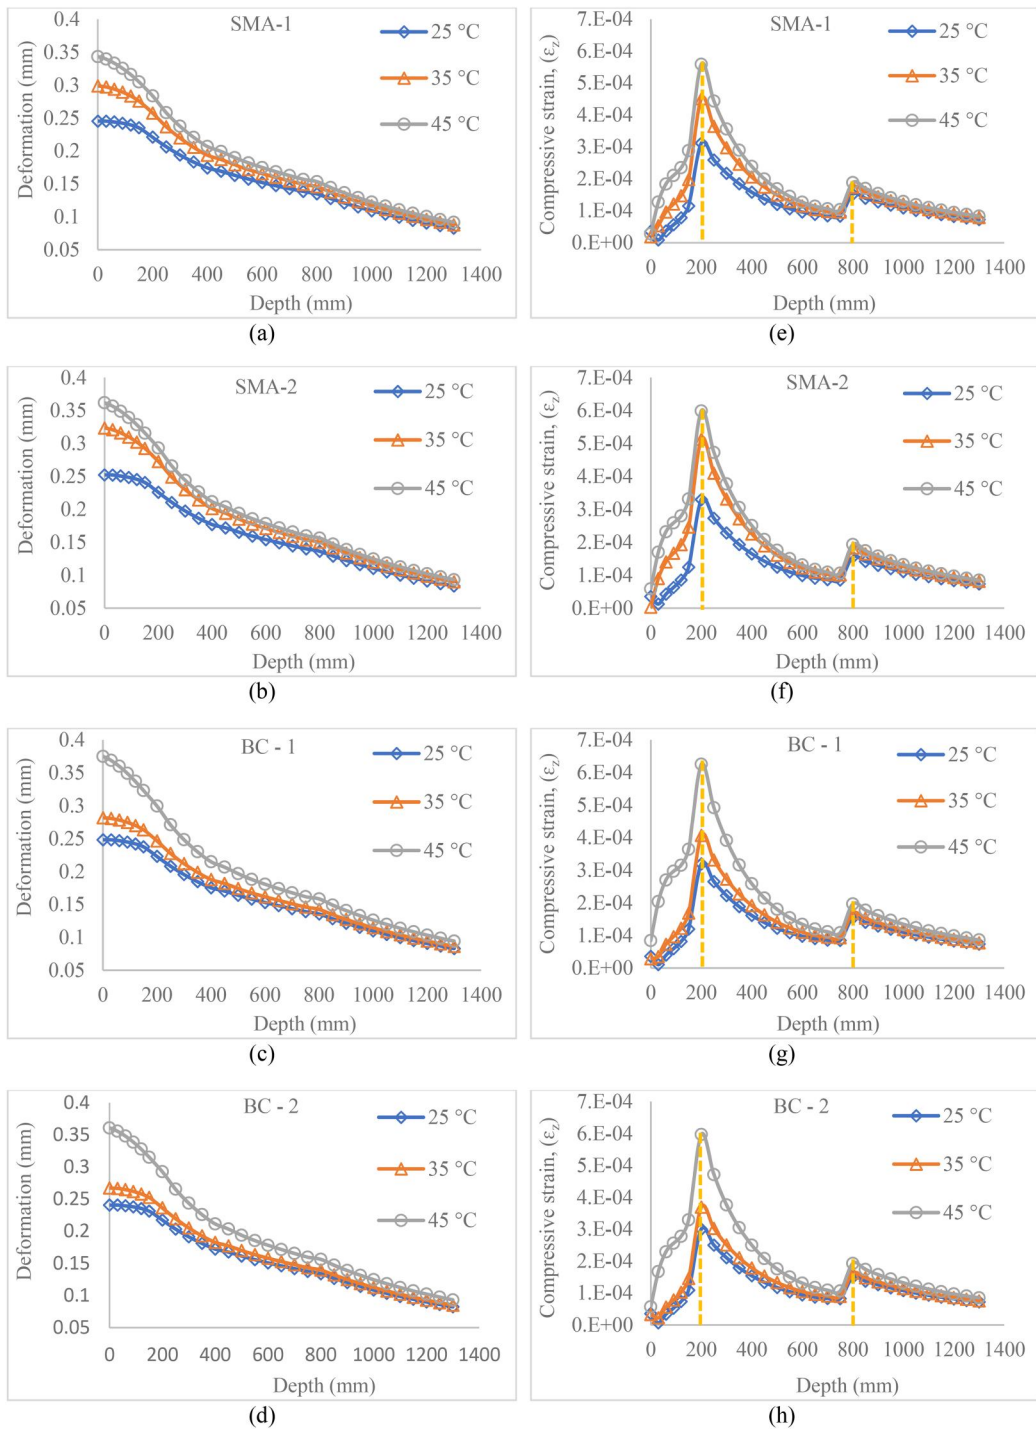 SMA-1
Deformation (mm)
0.4
0.35
0.3
0.25
0.2
0.15
0.1
0.05
25 °C
35 °C
45 °C
0 200 400 600 800 1000 1200 1400
Depth (mm)
(a)
SMA-1
Compressive strain, (εz)
7.E-04
6.E-04
5.E-04
4.E-04
3.E-04
2.E-04
1.E-04
0.E+00
25 °C
35 °C
45 °C
0 200 400 600 800 1000 1200 1400
Depth (mm)
(e)
SMA-2
Deformation (mm)
0.4
0.35
0.3
0.25
0.2
0.15
0.1
0.05
25 °C
35 °C
45 °C
0 200 400 600 800 1000 1200 1400
Depth (mm)
(b)
SMA-2
Compressive strain, (εz)
7.E-04
6.E-04
5.E-04
4.E-04
3.E-04
2.E-04
1.E-04
0.E+00
25 °C
35 °C
45 °C
0 200 400 600 800 1000 1200 1400
Depth (mm)
(f)
BC - 1
Deformation (mm)
0.4
0.35
0.3
0.25
0.2
0.15
0.1
0.05
25 °C
35 °C
45 °C
0 200 400 600 800 1000 1200 1400
Depth (mm)
(c)
BC - 1
Compressive strain, (εz)
7.E-04
6.E-04
5.E-04
4.E-04
3.E-04
2.E-04
1.E-04
0.E+00
25 °C
35 °C
45 °C
0 200 400 600 800 1000 1200 1400
Depth (mm)
(g)
BC - 2
Deformation (mm)
0.4
0.35
0.3
0.25
0.2
0.15
0.1
0.05
25 °C
35 °C
45 °C
0 200 400 600 800 1000 1200 1400
Depth (mm)
(d)
BC - 2
Compressive strain, (εz)
7.E-04
6.E-04
5.E-04
4.E-04
3.E-04
2.E-04
1.E-04
0.E+00
25 °C
35 °C
45 °C
0 200 400 600 800 1000 1200 1400
Depth (mm)
(h)